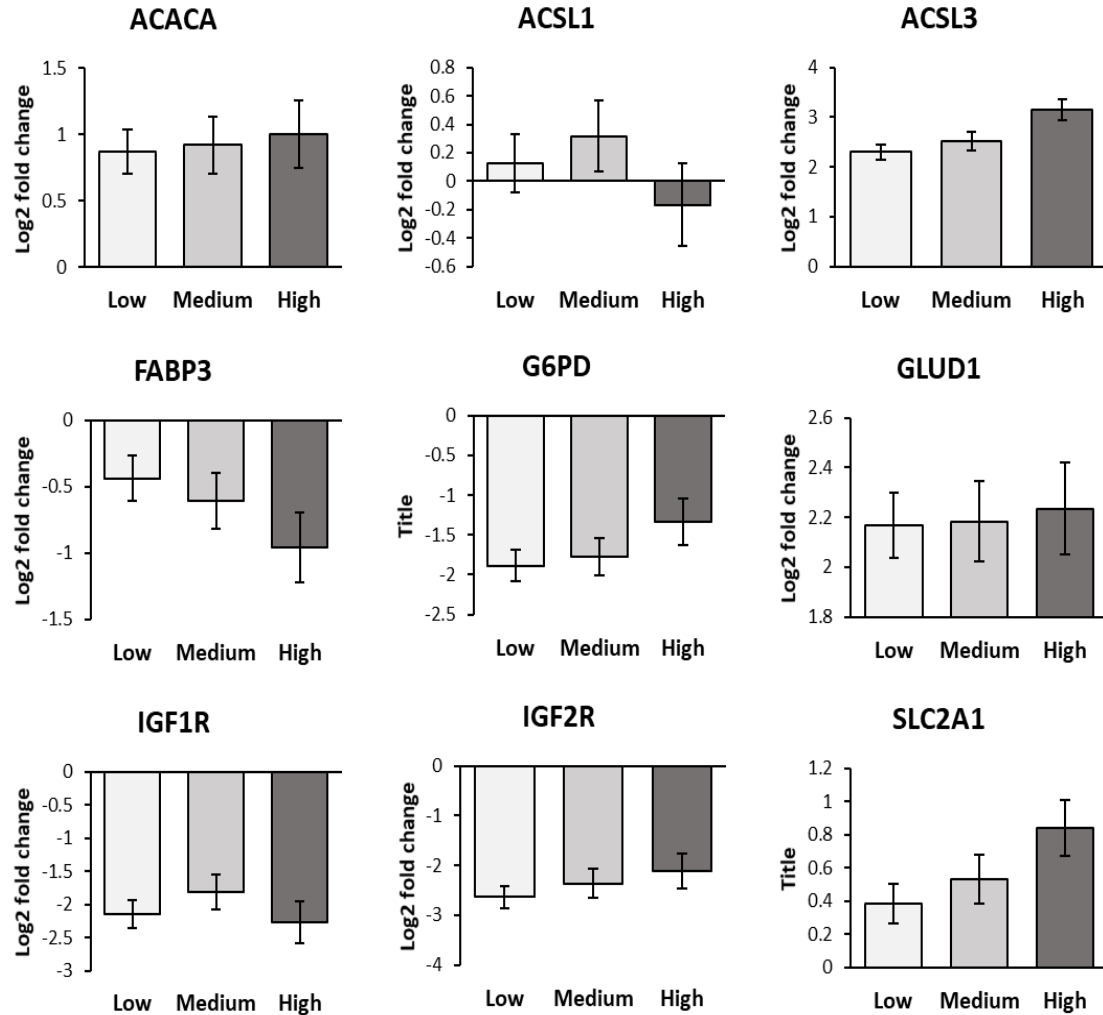 ACACA
ACSL1
ACSL3
Log2 fold change
1.5
1
0.5
0
Low Medium High
Log2 fold change
0.8
0.6
0.4
0.2
0
-0.2
-0.4
-0.6
Low Medium High
Log2 fold change
4
3
2
1
0
Low Medium High
FABP3
G6PD
GLUD1
Log2 fold change
0
-0.5
-1
-1.5
Low Medium High
Title
0
-0.5
-1
-1.5
-2
-2.5
Low Medium High
Log2 fold change
2.6
2.4
2.2
2
1.8
Low Medium High
IGF1R
IGF2R
SLC2A1
Log2 fold change
0
-0.5
-1
-1.5
-2
-2.5
-3
Low Medium High
Log2 fold change
0
-1
-2
-3
-4
Low Medium High
Title
1.2
1
0.8
0.6
0.4
0.2
0
Low Medium High